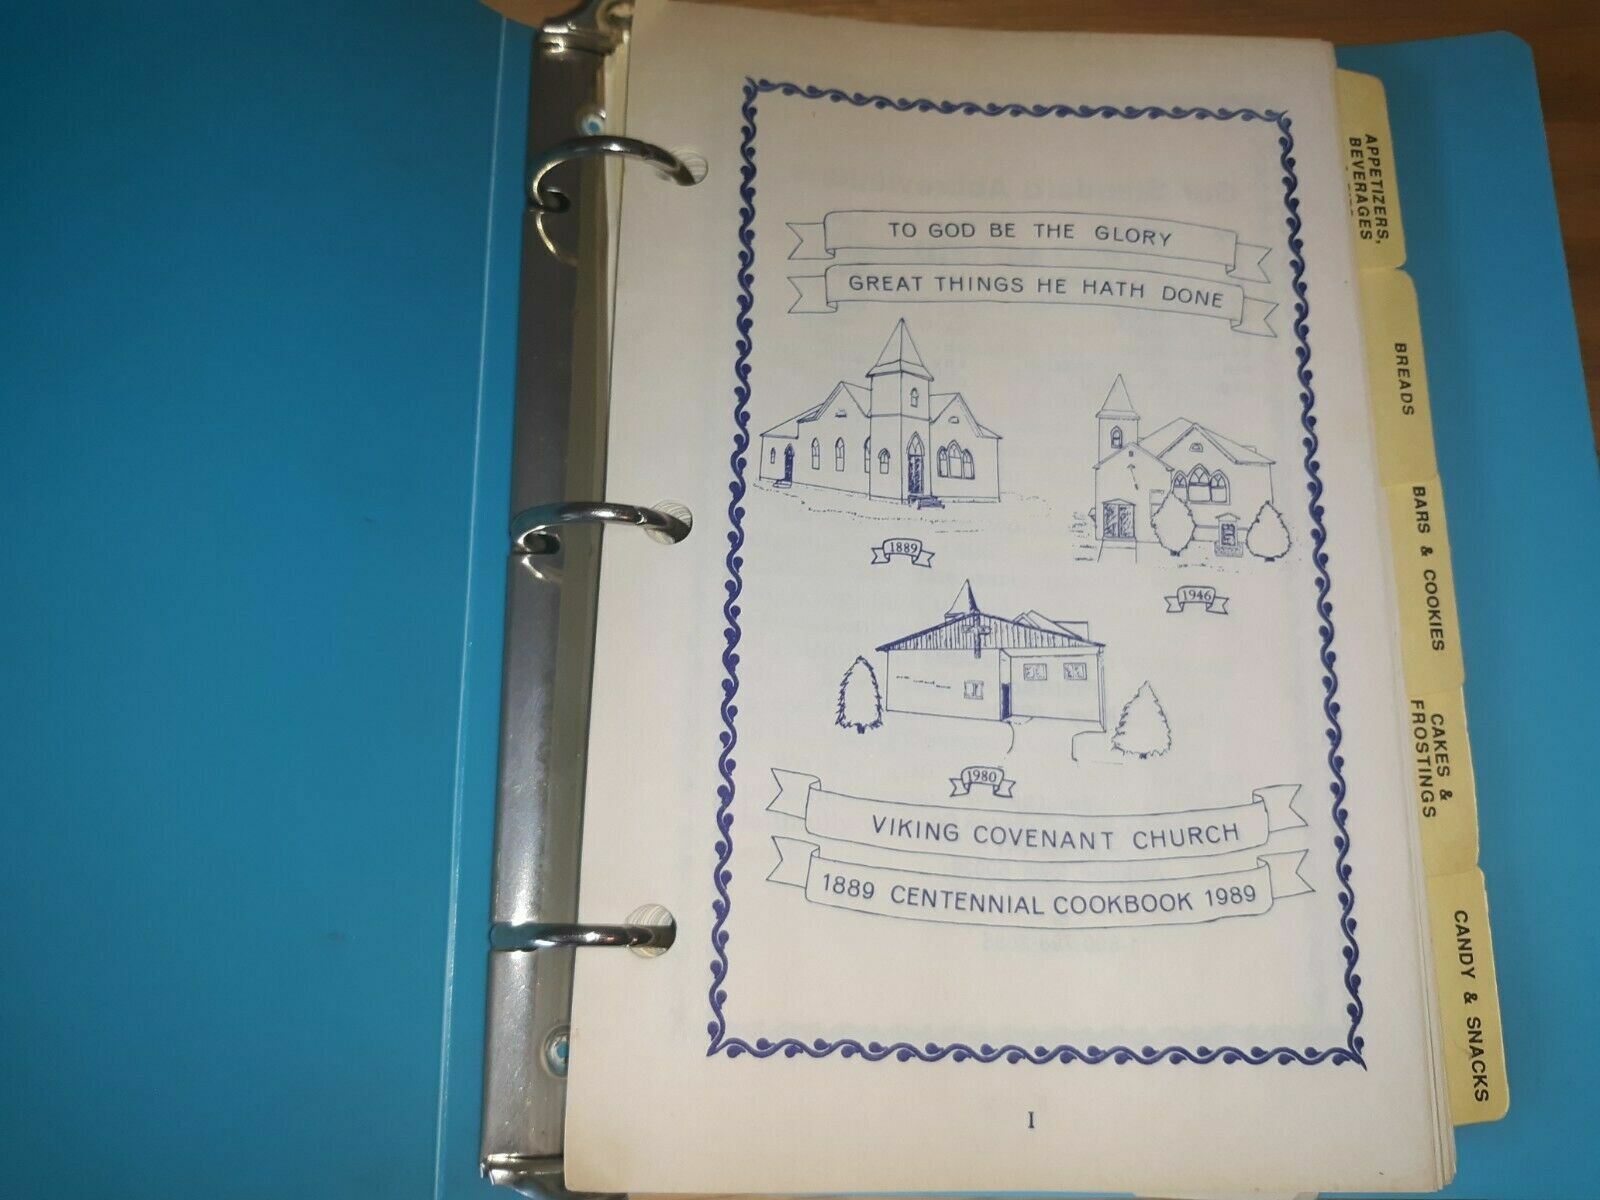 TO GOD BE THE GLORY
GREAT THINGS HE HATH DONE
1889
1946
1980
VIKING COVENANT CHURCH
1889 CENTENNIAL COOKBOOK 1989
I
APPETIZERS,
BEVERAGES
BREADS
BARS & COOKIES
CAKES &
FROSTINGS
CANDY & SNACKS